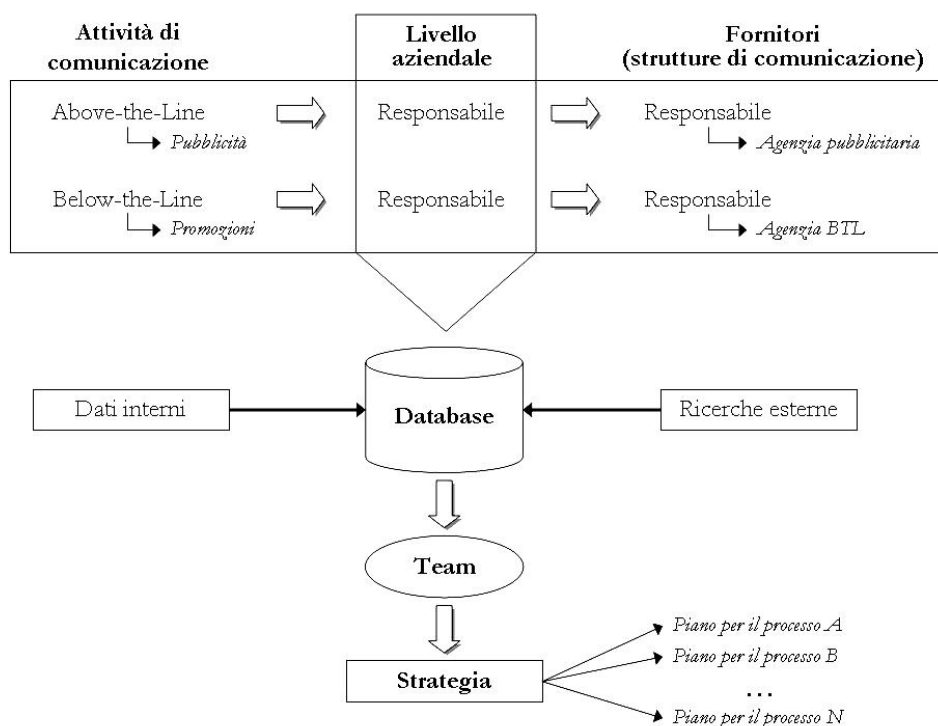 Attività di
comunicazione
Livello
aziendale
Fornitori
(strutture di comunicazione)
Above-the-Line
Responsabile
Responsabile
Pubblicità
Agenzia pubblicitaria
Below-the-Line
Responsabile
Responsabile
Promozioni
Agenzia BTL
Dati interni
Database
Ricerche esterne
Team
Strategia
Piano per il processo A
Piano per il processo B
...
Piano per il processo N